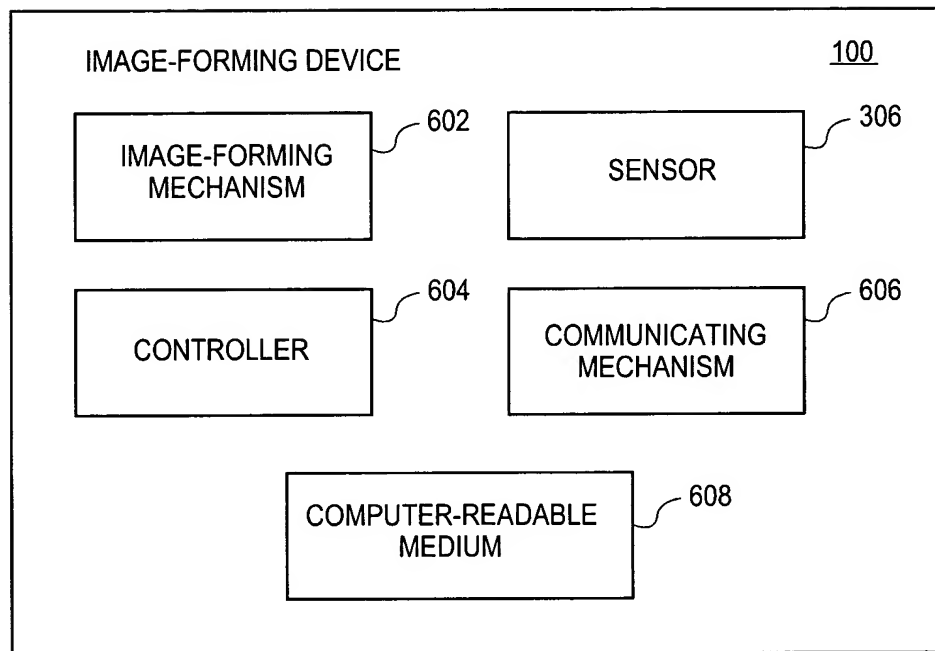 IMAGE-FORMING DEVICE
100
IMAGE-FORMING
MECHANISM
602
SENSOR
306
CONTROLLER
604
COMMUNICATING
MECHANISM
606
COMPUTER-READABLE
MEDIUM
608